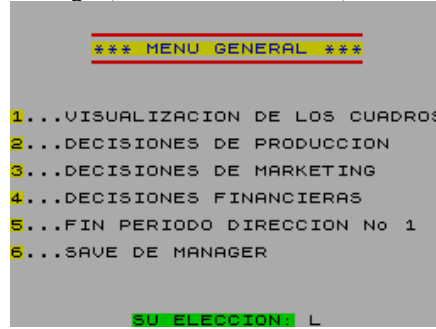 *** MENU GENERAL ***
1...VISUALIZACION DE LOS CUADROS
2...DECISIONES DE PRODUCCION
3...DECISIONES DE MARKETING
4...DECISIONES FINANCIERAS
5...FIN PERIODO DIRECCION No 1
6...SAVE DE MANAGER
SU ELECCION: L